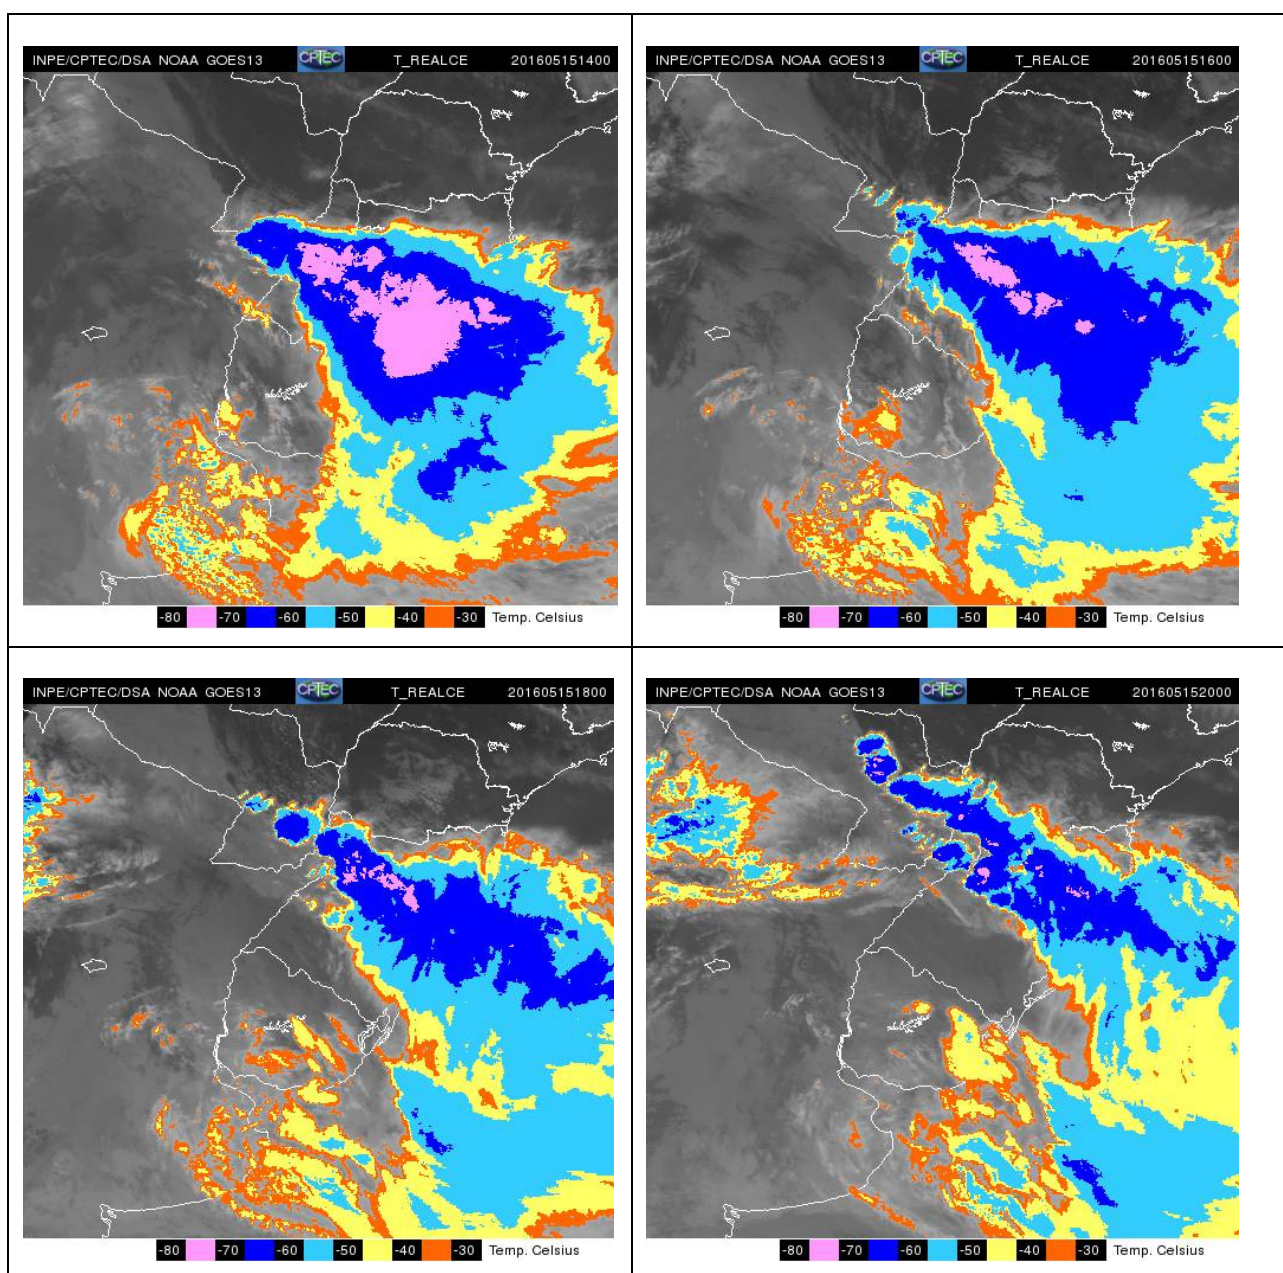 INPE/CPTEC/DSA NOAA GOES13 CPTEC T_REALCE 201605151400
-80 -70 -60 -50 -40 -30 Temp. Celsius
INPE/CPTEC/DSA NOAA GOES13 CPTEC T_REALCE 201605151600
-80 -70 -60 -50 -40 -30 Temp. Celsius
INPE/CPTEC/DSA NOAA GOES13 CPTEC T_REALCE 201605151800
-80 -70 -60 -50 -40 -30 Temp. Celsius
INPE/CPTEC/DSA NOAA GOES13 CPTEC T_REALCE 201605152000
-80 -70 -60 -50 -40 -30 Temp. Celsius